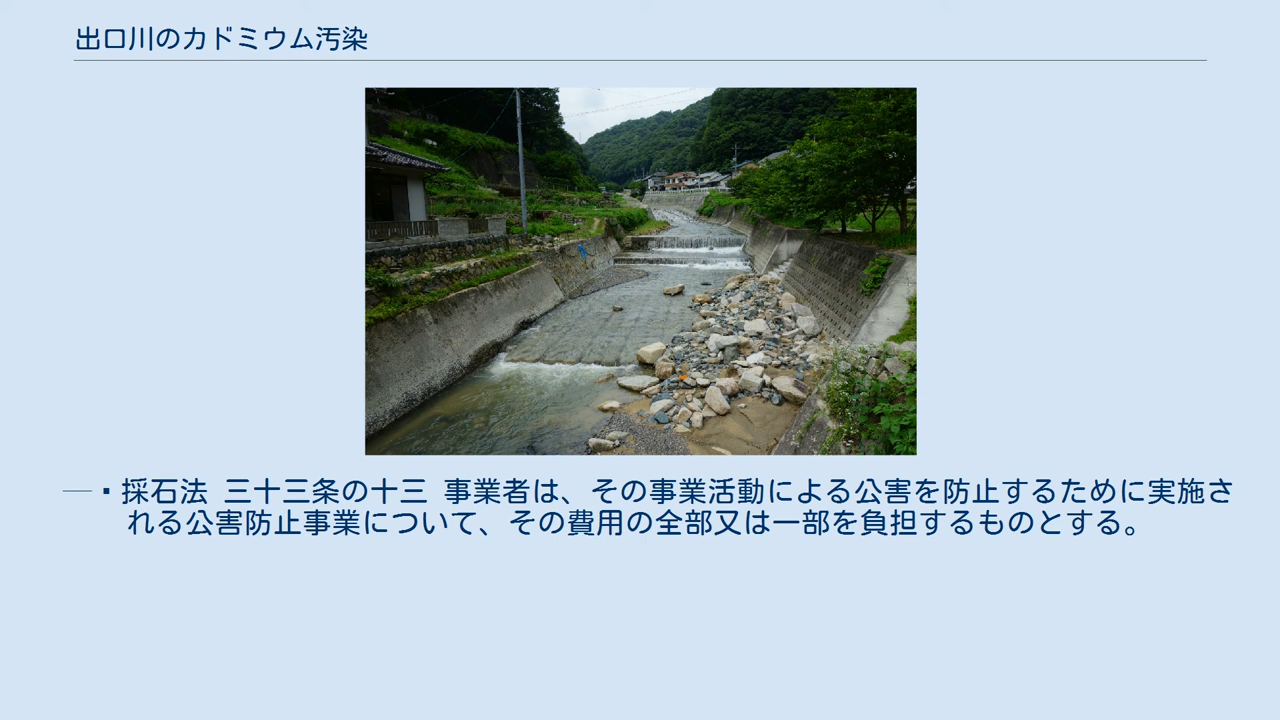 出口川のカドミウム汚染
▪採石法 三十三条の十三 事業者は、その事業活動による公害を防止するために実施さ
れる公害防止事業について、その費用の全部又は一部を負担するものとする。